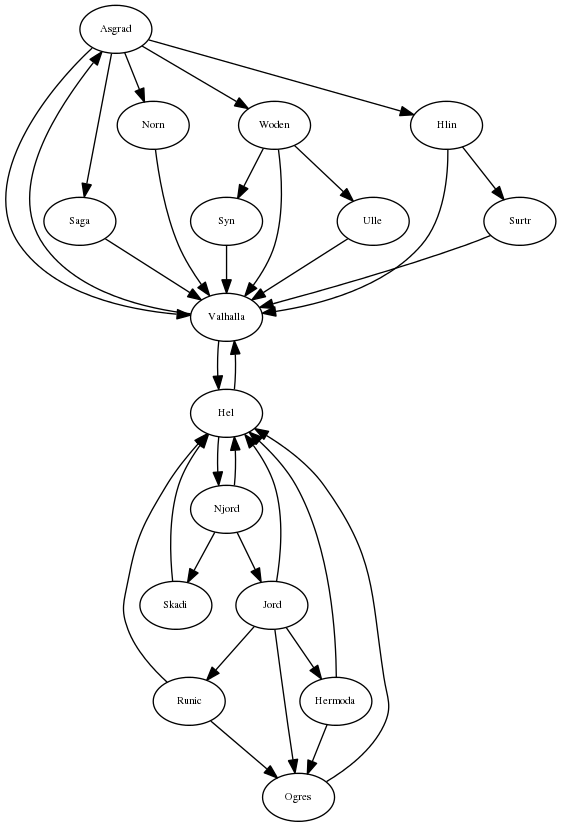 Asgrad
Norn
Woden
Hlin
Saga
Syn
Ulle
Surtr
Valhalla
Hel
Njord
Skadi
Jord
Runic
Hermoda
Ogres